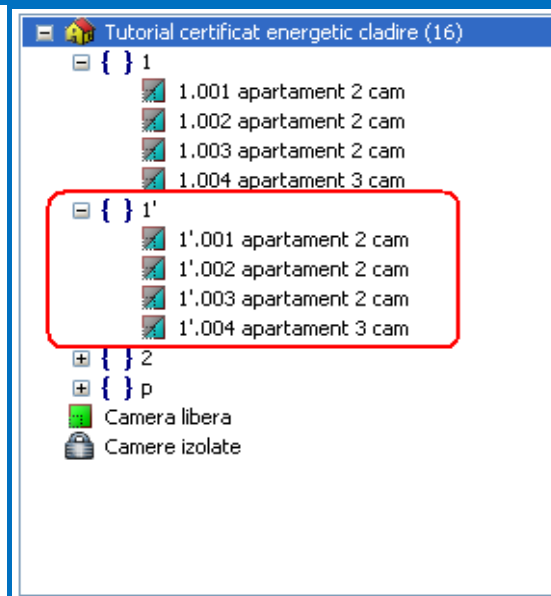 Tutorial certificat energetic cladire (16)
{ } 1
1.001 apartament 2 cam
1.002 apartament 2 cam
1.003 apartament 2 cam
1.004 apartament 3 cam
{ } 1'
1'.001 apartament 2 cam
1'.002 apartament 2 cam
1'.003 apartament 2 cam
1'.004 apartament 3 cam
{ } 2
{ } p
Camera libera
Camere izolate